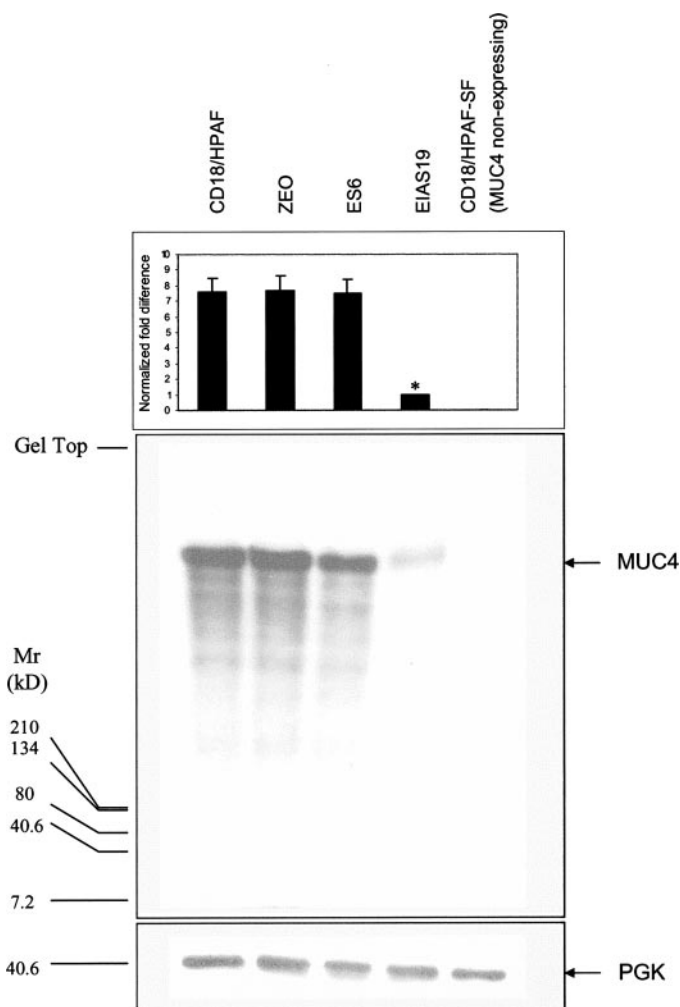 CD18/HPAF
ZEO
ES6
EIAS19
CD18/HPAF-SF
(MUC4 non-expressing)
Normalized fold difference
10
9
8
7
6
5
4
3
2
1
0
*
Gel Top
MUC4
Mr
(kD)
210
134
80
40.6
7.2
40.6
PGK